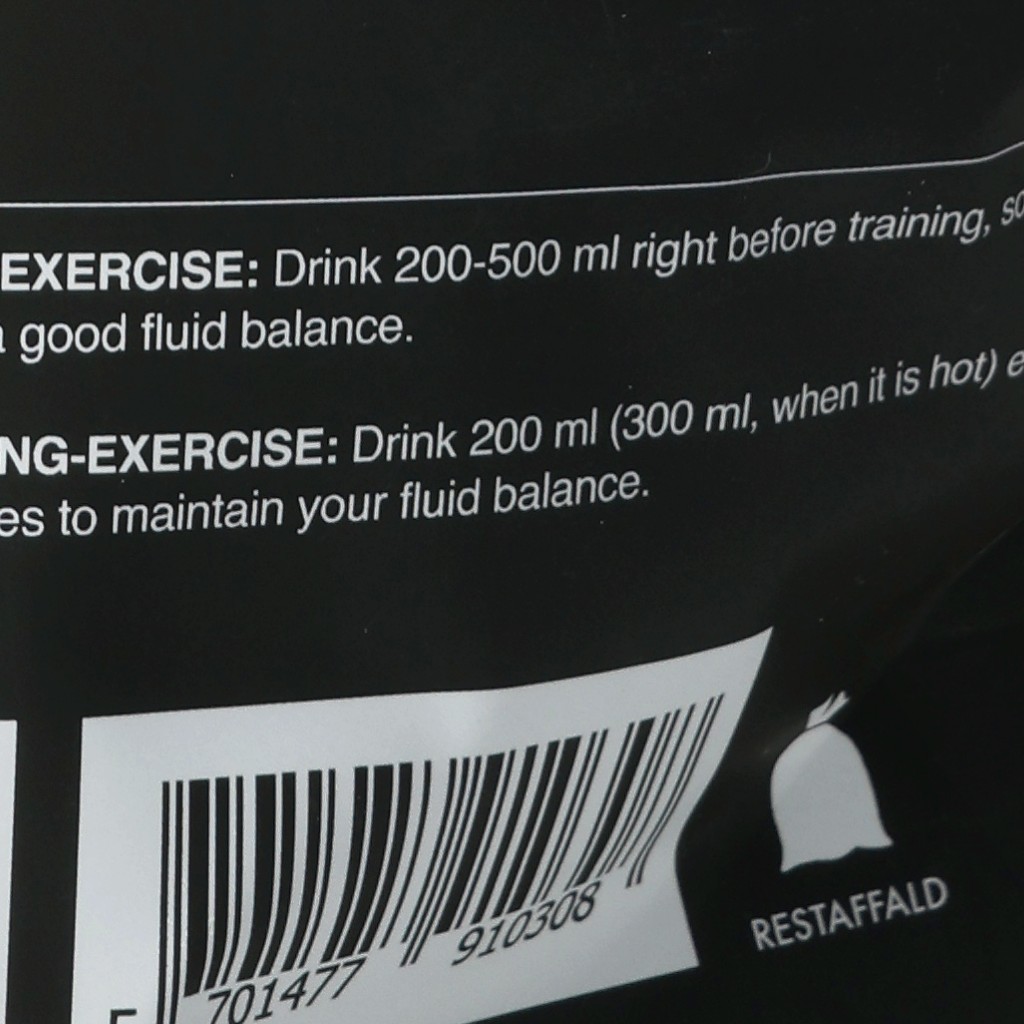 EXERCISE: Drink 200-500 ml right before training,
good fluid balance.
NG-EXERCISE: Drink 200 ml (300 ml, when it is hot)
es to maintain your fluid balance.
701477 910308
RESTAFFALD